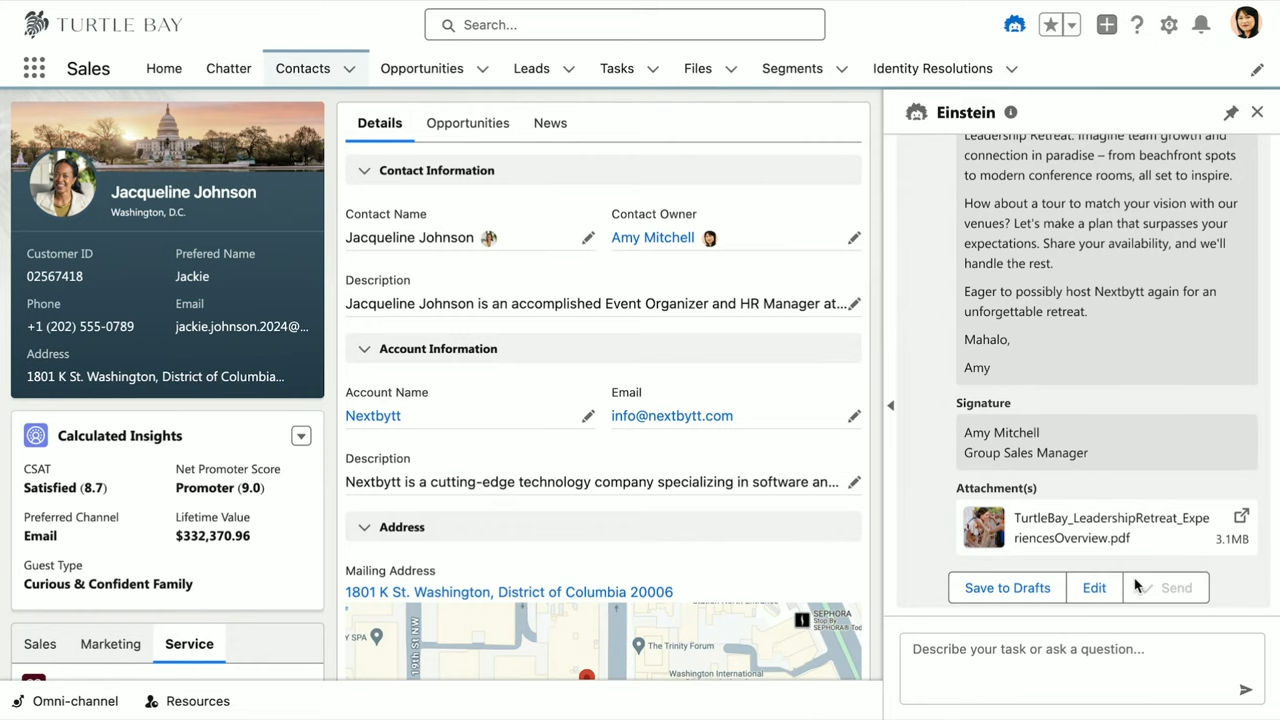 TURTLE BAY
Search...
Sales
Home
Chatter
Contacts
Opportunities
Leads
Tasks
Files
Segments
Identity Resolutions
Jacqueline Johnson
Washington, D.C.
Customer ID
Prefered Name
02567418
Jackie
Phone
Email
+1 (202) 555-0789
jackie.johnson.2024@...
Address
1801 K St. Washington, District of Columbia...
Calculated Insights
CSAT
Net Promoter Score
Satisfied (8.7)
Promoter (9.0)
Preferred Channel
Lifetime Value
Email
$332,370.96
Guest Type
Curious & Confident Family
Sales
Marketing
Service
Details
Opportunities
News
Contact Information
Contact Name
Contact Owner
Jacqueline Johnson
Amy Mitchell
Description
Jacqueline Johnson is an accomplished Event Organizer and HR Manager at...
Account Information
Account Name
Email
Nextbytt
info@nextbytt.com
Description
Nextbytt is a cutting-edge technology company specializing in software an...
Address
Mailing Address
1801 K St. Washington, District of Columbia 20006
Y SPA
19th St NW
The Trinity Forum
Washington International
SEPHORA
Stop By
SEPHORA®
Einstein
Leadership Retreat. Imagine team growth and
connection in paradise – from beachfront spots
to modern conference rooms, all set to inspire.
How about a tour to match your vision with our
venues? Let's make a plan that surpasses your
expectations. Share your availability, and we'll
handle the rest.
Eager to possibly host Nextbytt again for an
unforgettable retreat.
Mahalo,
Amy
Signature
Amy Mitchell
Group Sales Manager
Attachment(s)
TurtleBay_LeadershipRetreat_Expe
riencesOverview.pdf
3.1MB
Save to Drafts
Edit
Send
Describe your task or ask a question...
Omni-channel
Resources